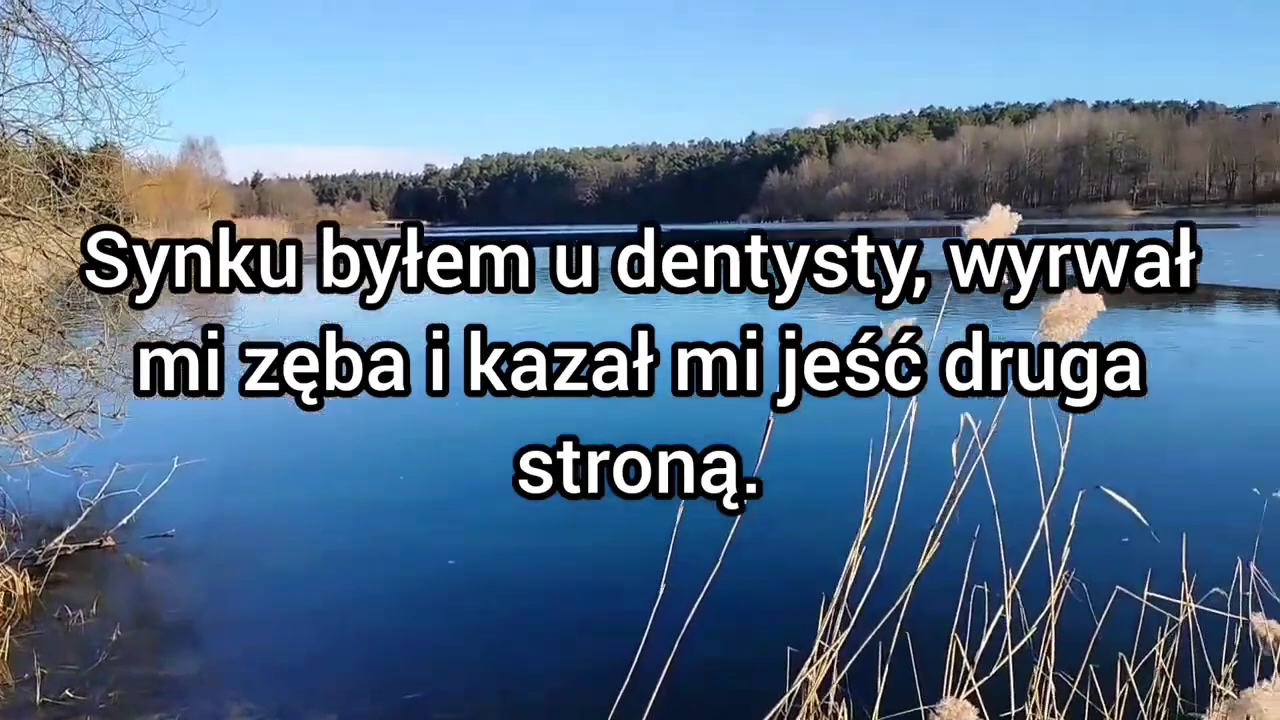 Synku byłem u dentysty, wyrwał
mi zęba i kazał mi jeść druga
stroną.